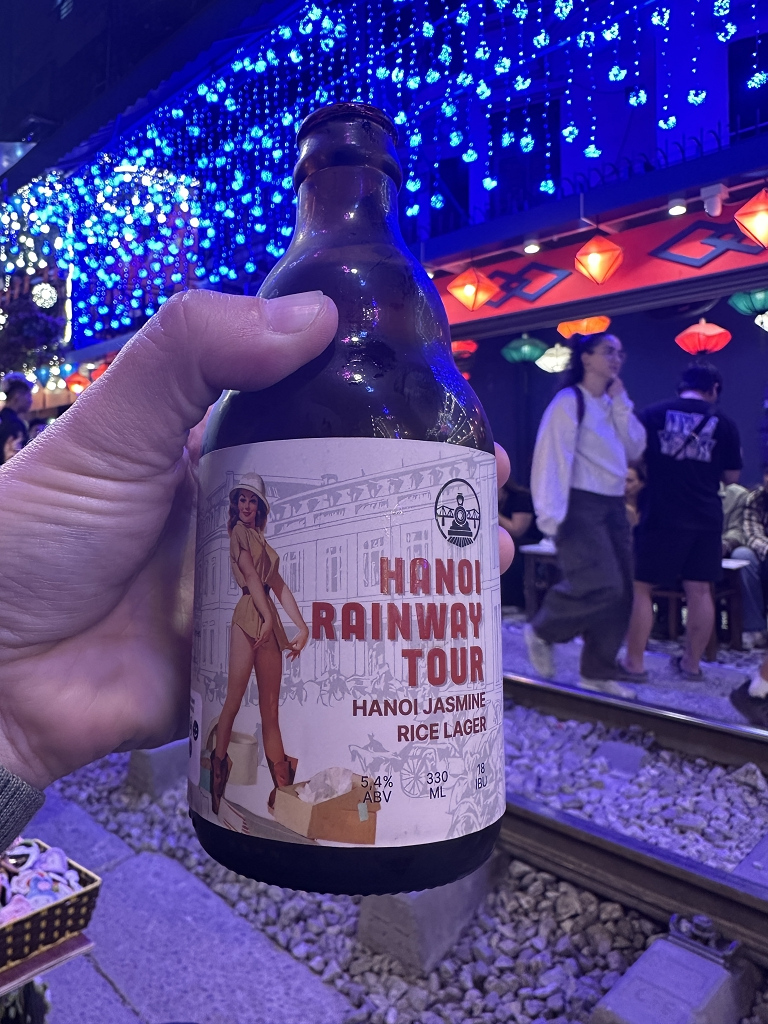 HANOI
RAINWAY
TOUR
HANOI JASMINE
RICE LAGER
5,4% ABV
330 ML
18 IBU